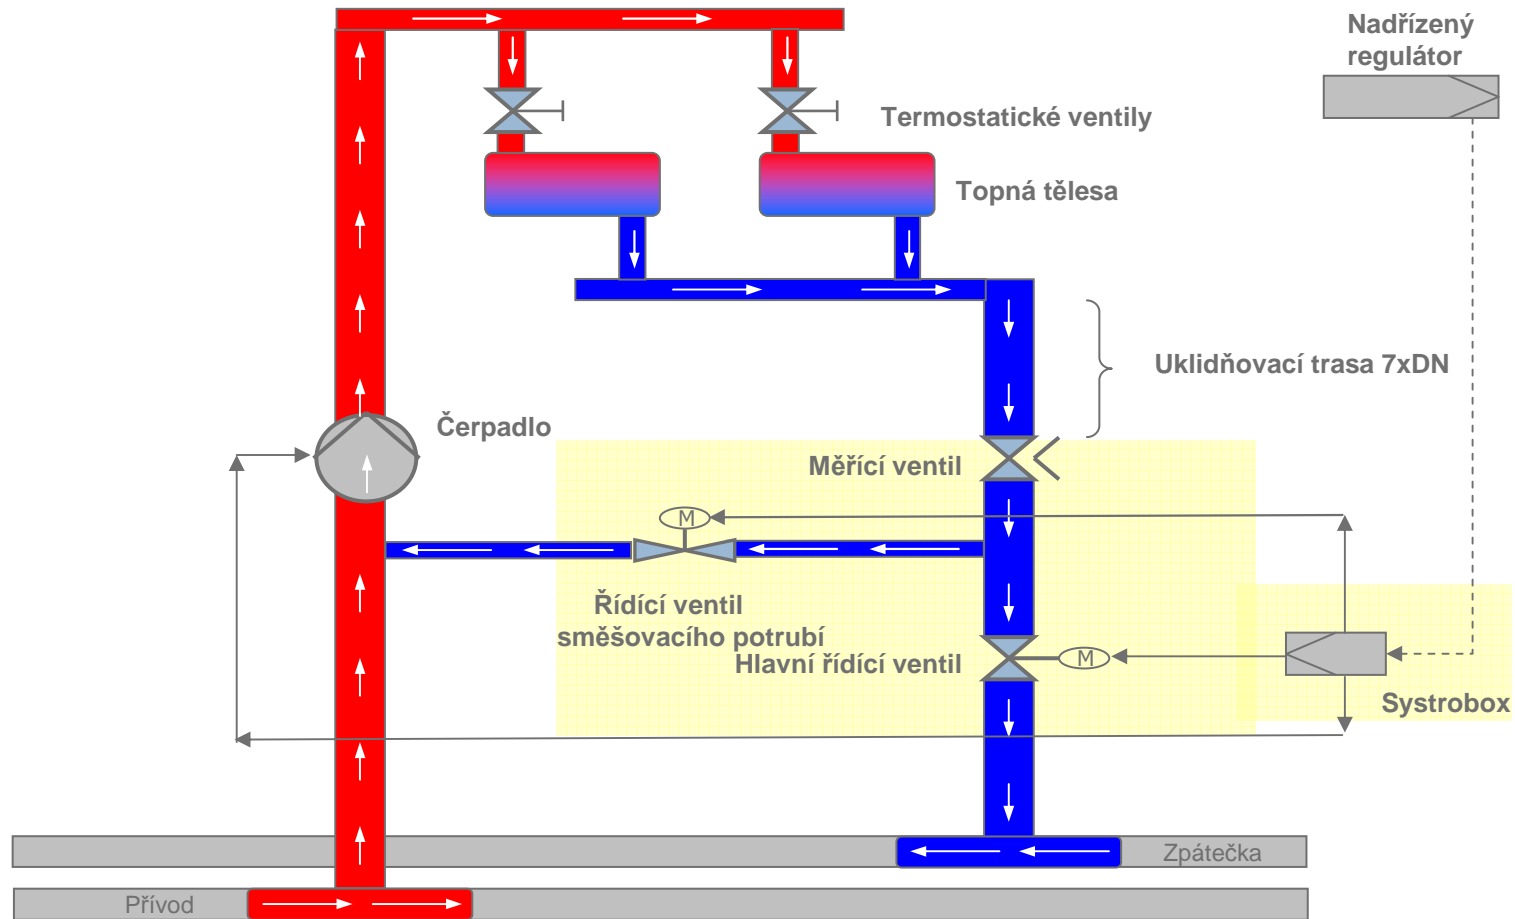 Nadřízený
regulátor
Termostatické ventily
Topná tělesa
Uklidňovací trasa 7xDN
Čerpadlo
Měřící ventil
M
Řídící ventil
směšovacího potrubí
Hlavní řídící ventil
M
Systrobox
Zpátečka
Přívod